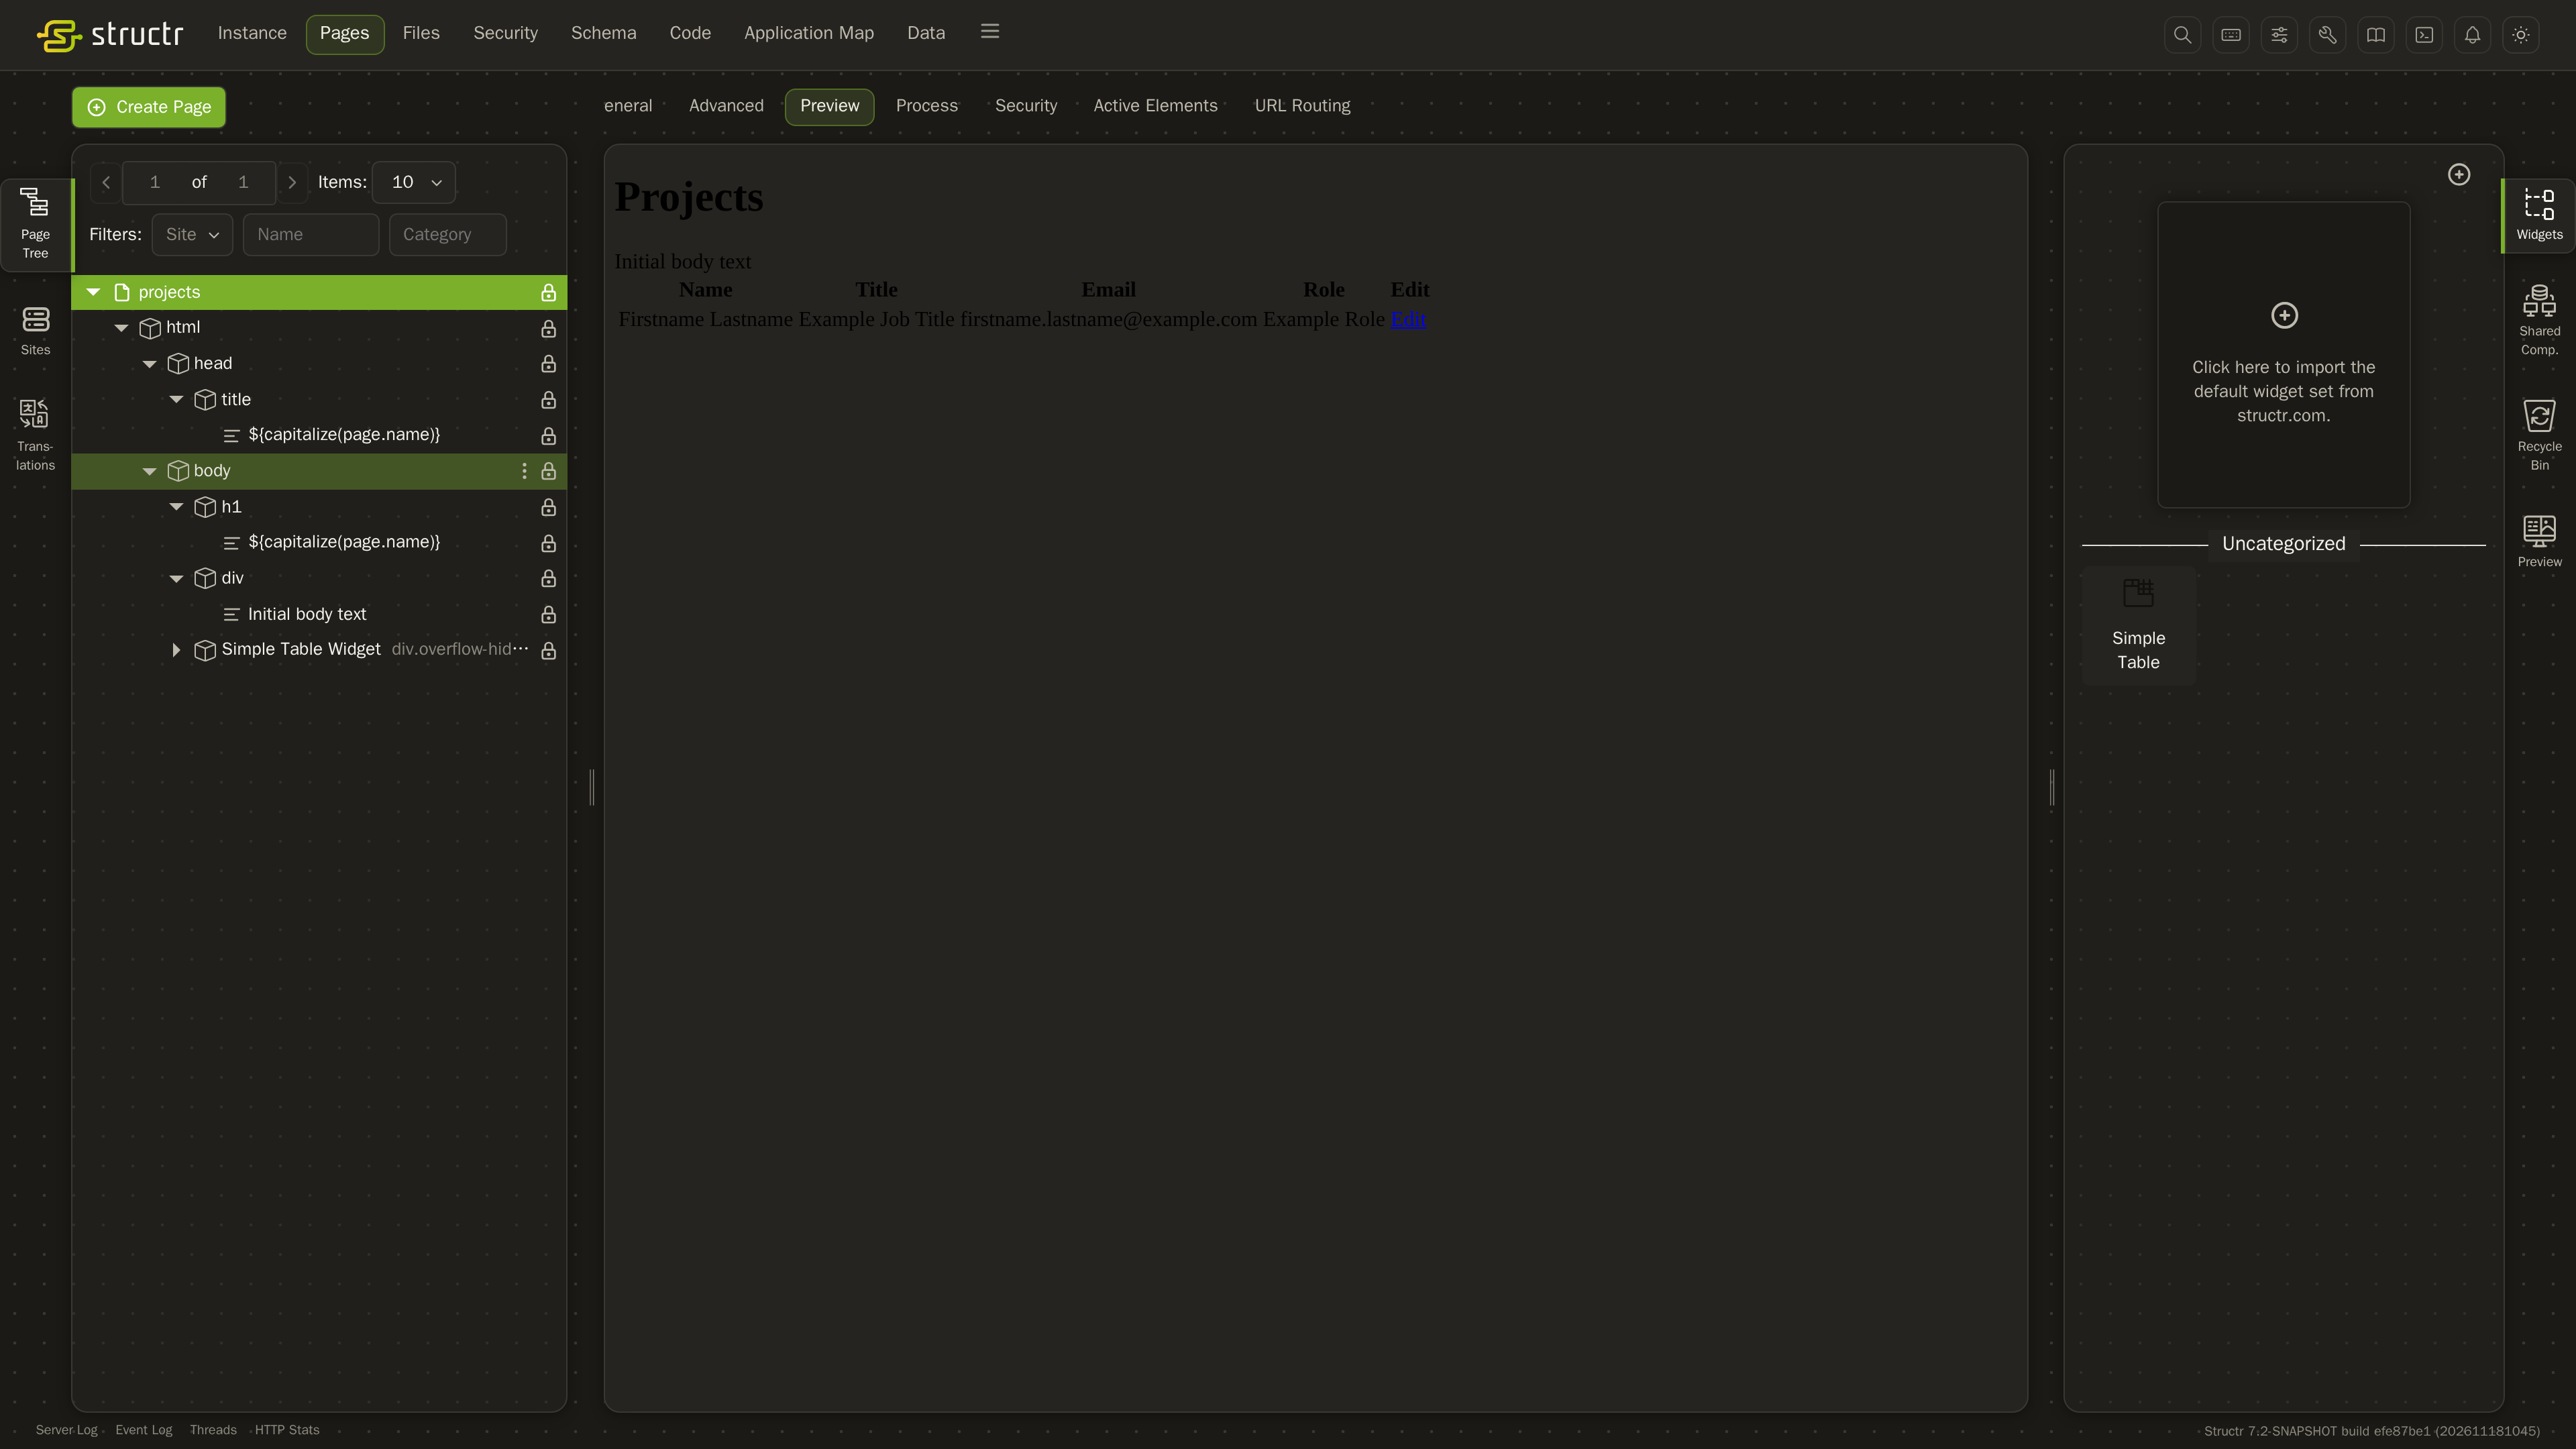 structr Instance Pages Files Security Schema Code Application Map Data
Create Page
eneral Advanced Preview Process Security Active Elements URL Routing
Page
Tree
Sites
Trans-
lations
1 of 1 Items: 10
Filters: Site Name Category
projects
html
head
title
${capitalize(page.name)}
body
h1
${capitalize(page.name)}
div
Initial body text
Simple Table Widget div.overflow-hid···
Projects
Initial body text
Name Title Email Role Edit
Firstname Lastname Example Job Title firstname.lastname@example.com Example Role Edit
Click here to import the
default widget set from
structr.com.
Uncategorized
Simple
Table
Widgets
Shared
Comp.
Recycle
Bin
Preview
Server Log Event Log Threads HTTP Stats
Structr 7.2-SNAPSHOT build efe87be1 (202611181045)